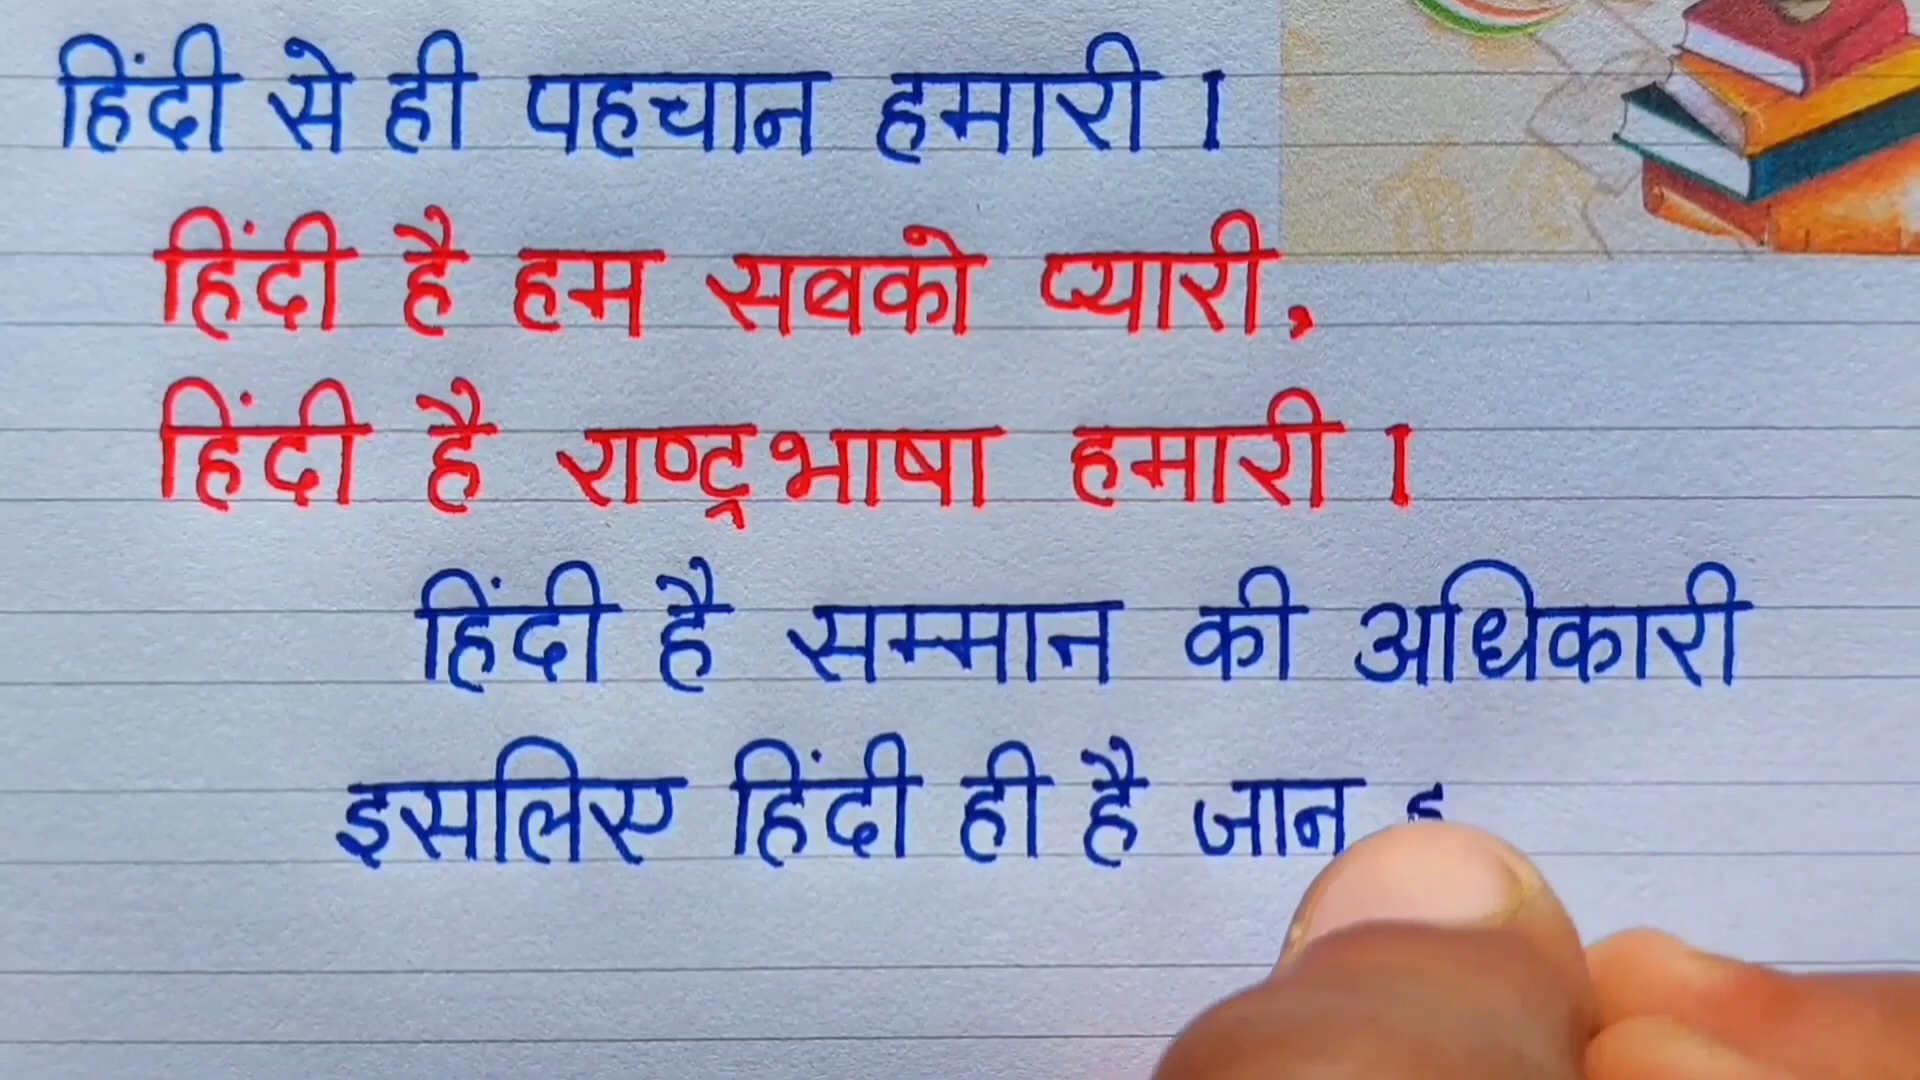 हिंदी से ही पहचान हमारी ।
हिंदी है हम सबको प्यारी,
हिंदी है राष्ट्रभाषा हमारी ।
हिंदी है सम्मान की अधिकारी
इसलिए हिंदी ही है जान